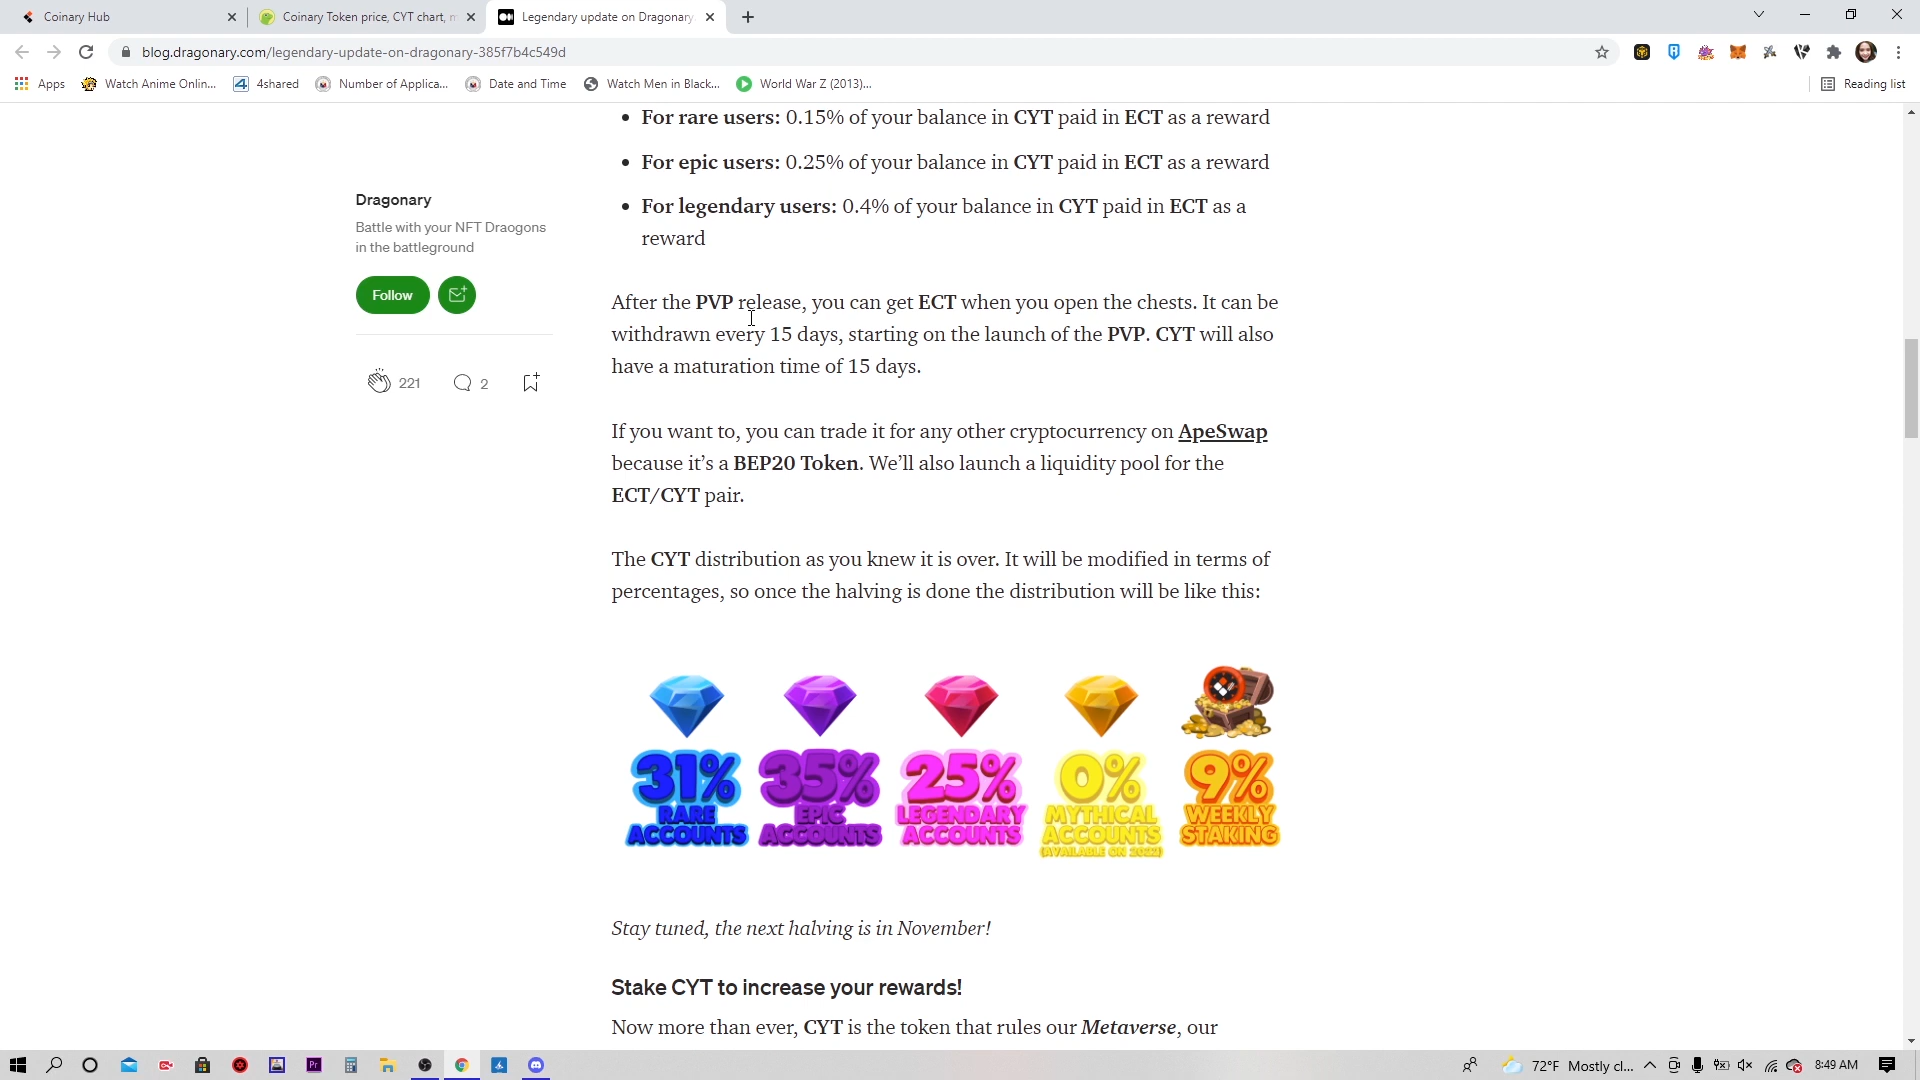 Coinary Hub
Coinary Token price, CYT chart, m
Legendary update on Dragonary
blog.dragonary.com/legendary-update-on-dragonary-385f7b4c549d
Apps
Watch Anime Onlin...
4shared
Number of Applica...
Date and Time
Watch Men in Black...
World War Z (2013)...
Reading list
• For rare users: 0.15% of your balance in CYT paid in ECT as a reward
• For epic users: 0.25% of your balance in CYT paid in ECT as a reward
• For legendary users: 0.4% of your balance in CYT paid in ECT as a
reward
Dragonary
Battle with your NFT Draogons
in the battleground
Follow
221
2
After the PVP release, you can get ECT when you open the chests. It can be
withdrawn every 15 days, starting on the launch of the PVP. CYT will also
have a maturation time of 15 days.
If you want to, you can trade it for any other cryptocurrency on ApeSwap
because it’s a BEP20 Token. We’ll also launch a liquidity pool for the
ECT/CYT pair.
The CYT distribution as you knew it is over. It will be modified in terms of
percentages, so once the halving is done the distribution will be like this:
31%
RARE
ACCOUNTS
35%
EPIC
ACCOUNTS
25%
LEGENDARY
ACCOUNTS
0%
MYTHICAL
ACCOUNTS
(AVAILABLE ON 2022)
9%
WEEKLY
STAKING
Stay tuned, the next halving is in November!
Stake CYT to increase your rewards!
Now more than ever, CYT is the token that rules our Metaverse, our
Pr
72°F Mostly cl...
8:49 AM